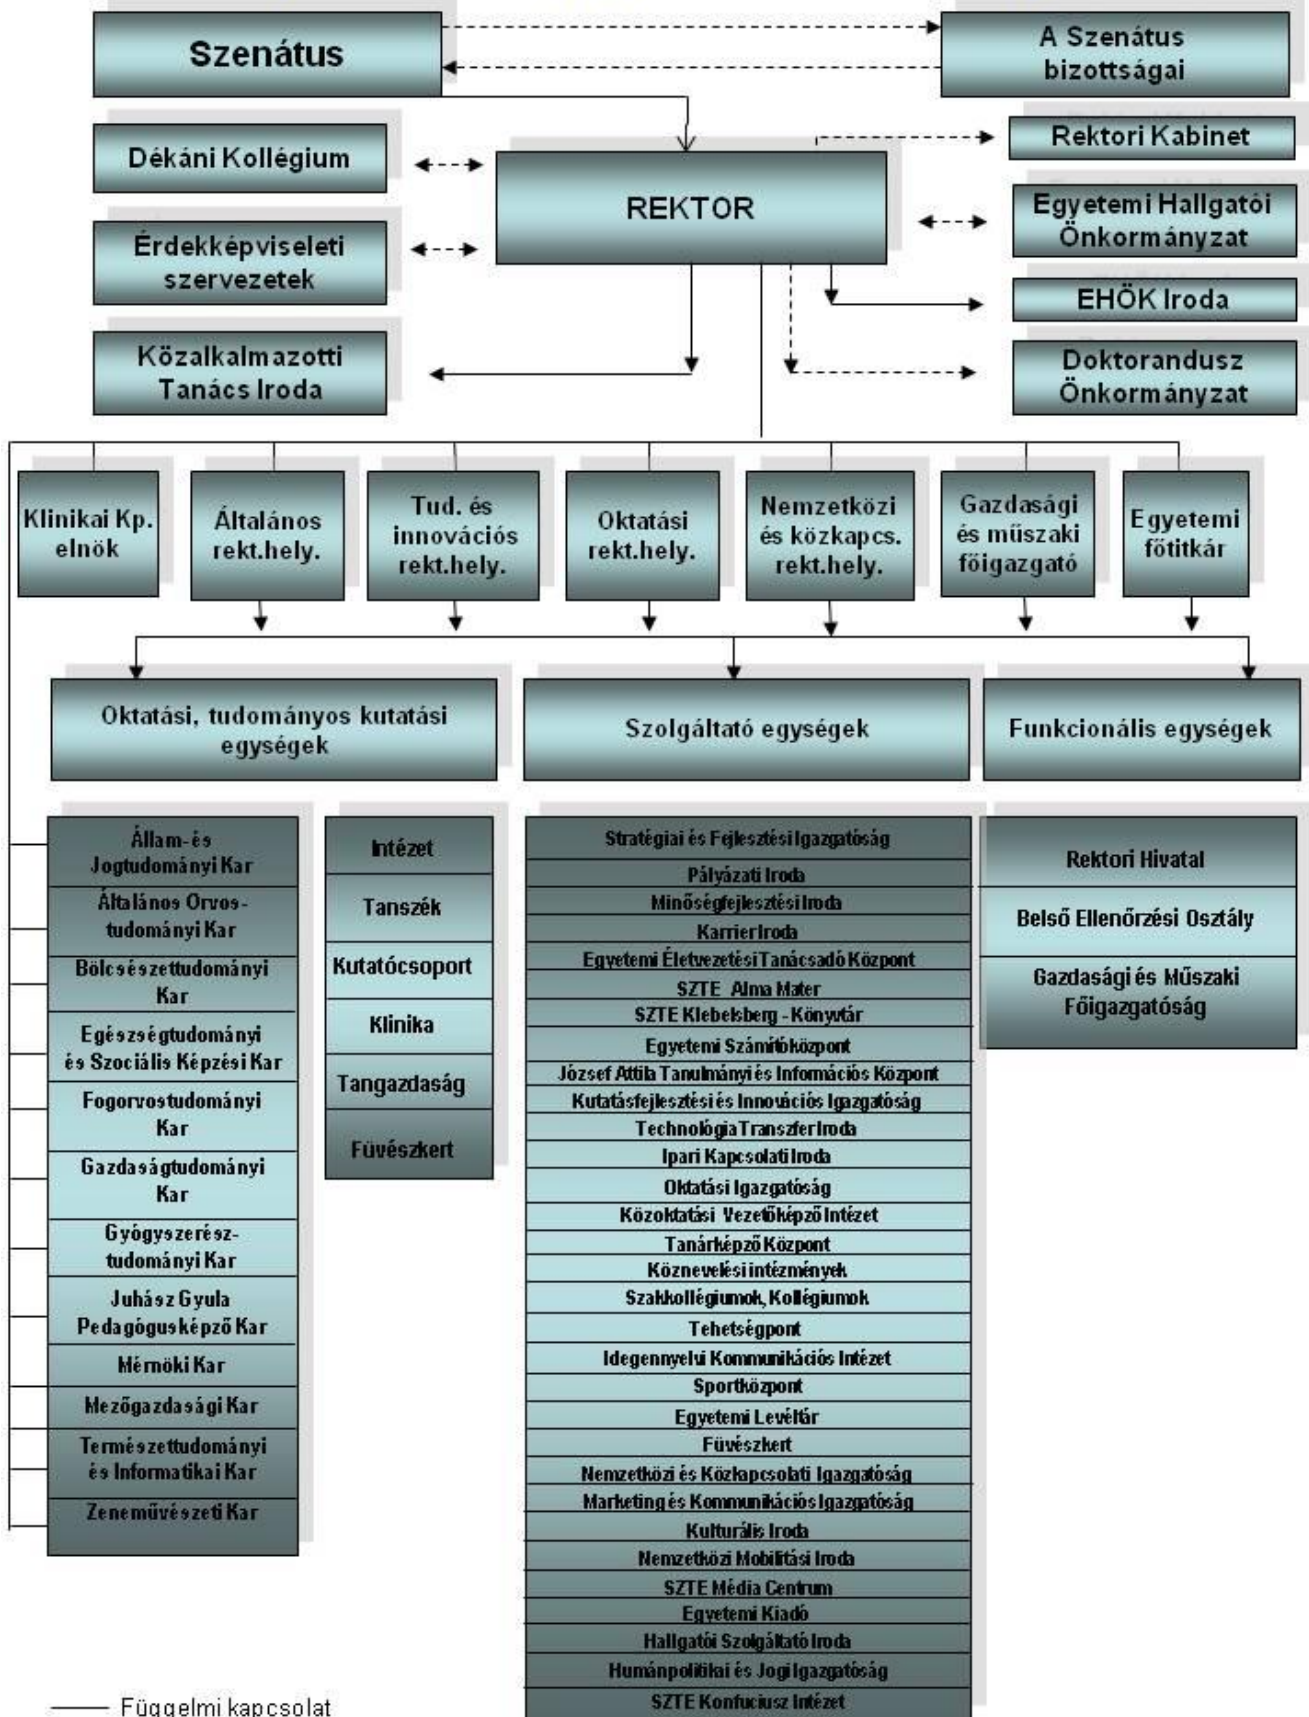 Szenátus
A Szenátus
bizottságai
Dékáni Kollégium
REKTOR
Rektori Kabinet
Egyetemi Hallgatói
Önkormányzat
Érdekképviseleti
szervezetek
EHÖK Iroda
Közalkalmazotti
Tanács Iroda
Doktorandusz
Önkormányzat
Klinikai Kp.
elnök
Általános
rekt.hely.
Tud. és
innovációs
rekt.hely.
Oktatási
rekt.hely.
Nemzetközi
és közkapcs.
rekt.hely.
Gazdasági
és műszaki
főigazgató
Egyetemi
főtitkár
Oktatási, tudományos kutatási
egységek
Szolgáltató egységek
Funkcionális egységek
Állam-és
Jogtudományi Kar
Általános Orvos-
tudományi Kar
Bölcsészettudományi
Kar
Egészségtudományi
és Szociális Képzési Kar
Fogorvostudományi
Kar
Gazdaságtudományi
Kar
Gyógyszerész-
tudományi Kar
Juhász Gyula
Pedagógusképző Kar
Mérnöki Kar
Mezőgazdasági Kar
Természettudományi
és Informatikai Kar
Zeneművészeti Kar
Intézet
Tanszék
Kutatócsoport
Klinika
Tangazdaság
Füvészkert
Stratégiai és Fejlesztési Igazgatóság
Pályázati Iroda
Minőségfejlesztési Iroda
Karrier Iroda
Egyetemi Életvezetési Tanácsadó Központ
SZTE Alma Mater
SZTE Klebelsberg - Könyvtár
Egyetemi Számítóközpont
József Attila Tanulmányi és Információs Központ
Kutatásfejlesztési és Innovációs Igazgatóság
Technológia Transzfer Iroda
Ipari Kapcsolati Iroda
Oktatási Igazgatóság
Közoktatási Vezetőképző Intézet
Tanárképző Központ
Köznevelési intézmények
Szakkollégiumok, Kollégiumok
Tehetségpont
Idegennyelvi Kommunikációs Intézet
Sportközpont
Egyetemi Levéltár
Füvészkert
Nemzetközi és Közkapcsolati Igazgatóság
Marketing és Kommunikációs Igazgatóság
Kulturális Iroda
Nemzetközi Mobilitási Iroda
SZTE Média Centrum
Egyetemi Kiadó
Hallgatói Szolgáltató Iroda
Humánpolitikai és Jogi Igazgatóság
SZTE Konfuciusz Intézet
Rektori Hivatal
Belső Ellenőrzési Osztály
Gazdasági és Műszaki
Főigazgatóság
Függelmi kapcsolat